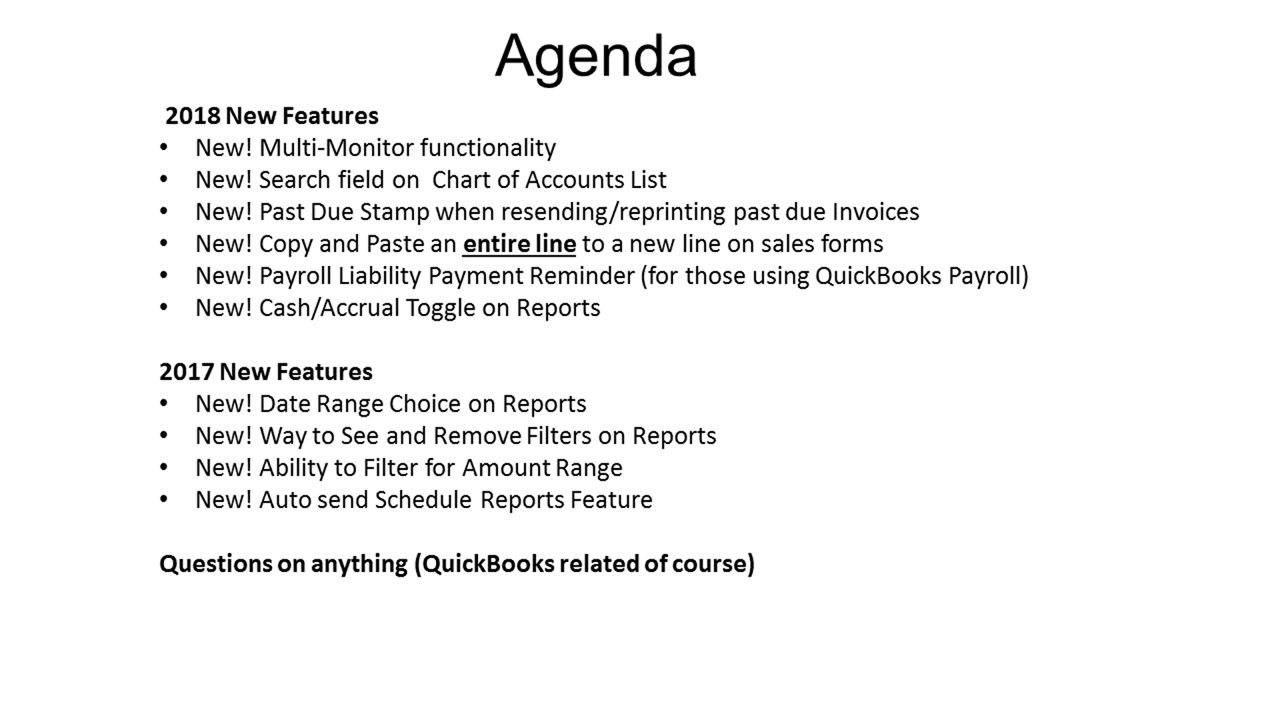 Agenda
2018 New Features
• New! Multi-Monitor functionality
• New! Search field on  Chart of Accounts List
• New! Past Due Stamp when resending/reprinting past due Invoices
• New! Copy and Paste an entire line to a new line on sales forms
• New! Payroll Liability Payment Reminder (for those using QuickBooks Payroll)
• New! Cash/Accrual Toggle on Reports
2017 New Features
• New! Date Range Choice on Reports
• New! Way to See and Remove Filters on Reports
• New! Ability to Filter for Amount Range
• New! Auto send Schedule Reports Feature
Questions on anything (QuickBooks related of course)